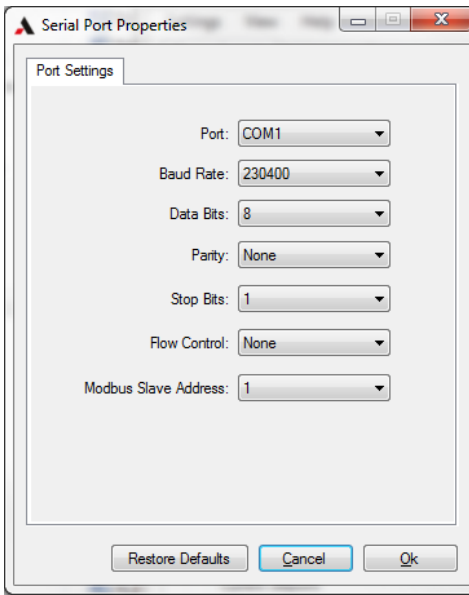 Serial Port Properties
Port Settings
Port: COM1
Baud Rate: 230400
Data Bits: 8
Parity: None
Stop Bits: 1
Flow Control: None
Modbus Slave Address: 1
Restore Defaults Cancel Ok